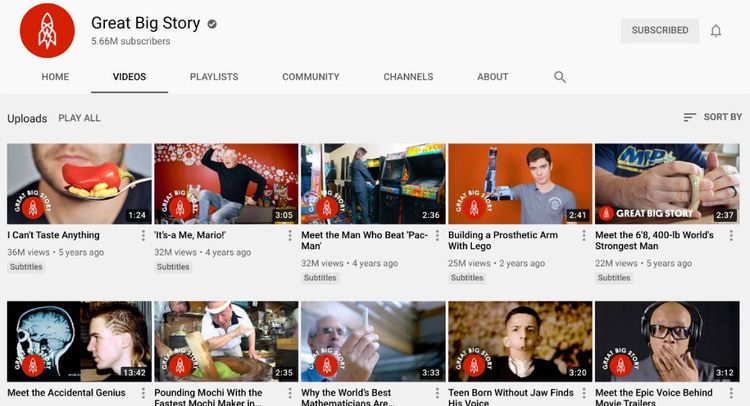 Great Big Story
5.66M subscribers
SUBSCRIBED
HOME VIDEOS PLAYLISTS COMMUNITY CHANNELS ABOUT
Uploads PLAY ALL
SORT BY
GREAT BIG STORY
1:24
GREAT BIG STORY
3:05
GREAT BIG STORY
2:36
GREAT BIG STORY
2:41
GREAT BIG STORY
2:37
I Can't Taste Anything
36M views • 5 years ago
Subtitles
'It's-a Me, Mario!'
32M views • 4 years ago
Subtitles
Meet the Man Who Beat 'Pac-
Man'
32M views • 4 years ago
Subtitles
Building a Prosthetic Arm
With Lego
25M views • 2 years ago
Subtitles
Meet the 6'8, 400-lb World's
Strongest Man
22M views • 5 years ago
Subtitles
GREAT BIG STORY
13:42
GREAT BIG STORY
2:35
GREAT BIG STORY
3:33
GREAT BIG STORY
3:20
GREAT BIG STORY
3:12
Meet the Accidental Genius
Pounding Mochi With the
Fastest Mochi Maker in...
Why the World's Best
Mathematicians Are...
Teen Born Without Jaw Finds
His Voice
Meet the Epic Voice Behind
Movie Trailers